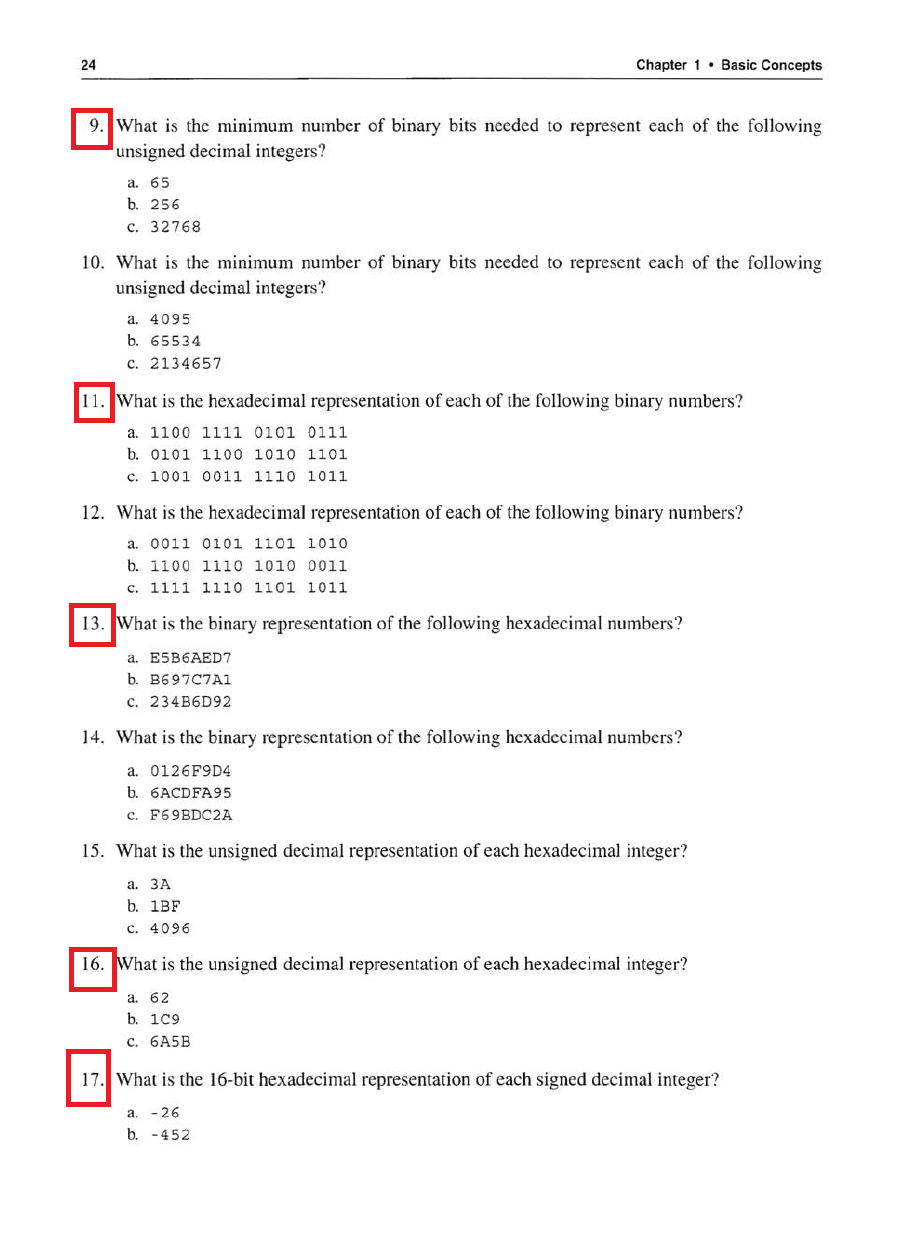 24
Chapter 1 • Basic Concepts
9. What is the minimum number of binary bits needed to represent each of the following
unsigned decimal integers?
a. 65
b. 256
c. 32768
10. What is the minimum number of binary bits needed to represent each of the following
unsigned decimal integers?
a. 4095
b. 65534
c. 2134657
11. What is the hexadecimal representation of each of the following binary numbers?
a. 1100 1111 0101 0111
b. 0101 1100 1010 1101
c. 1001 0011 1110 1011
12. What is the hexadecimal representation of each of the following binary numbers?
a. 0011 0101 1101 1010
b. 1100 1110 1010 0011
c. 1111 1110 1101 1011
13. What is the binary representation of the following hexadecimal numbers?
a. E5B6AED7
b. B697C7A1
c. 234B6D92
14. What is the binary representation of the following hexadecimal numbers?
a. 0126F9D4
b. 6ACDFA95
c. F69BDC2A
15. What is the unsigned decimal representation of each hexadecimal integer?
a. 3A
b. 1BF
c. 4096
16. What is the unsigned decimal representation of each hexadecimal integer?
a. 62
b. 1C9
c. 6A5B
17. What is the 16-bit hexadecimal representation of each signed decimal integer?
a. -26
b. -452